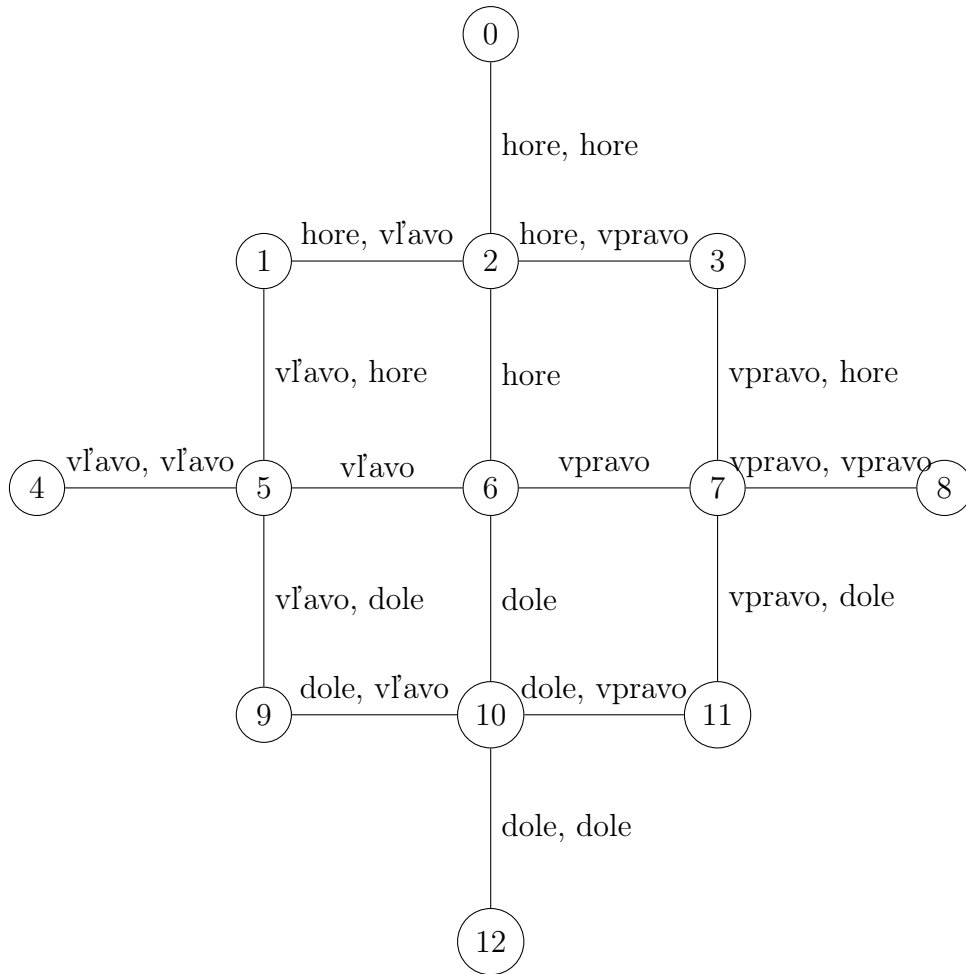 0
hore, hore
hore, vľavo
hore, vpravo
1
2
3
vľavo, hore
hore
vpravo, hore
vľavo, vľavo
vľavo
vpravo
vpravo, vpravo
4
5
6
7
8
vľavo, dole
dole
vpravo, dole
dole, vľavo
dole, vpravo
9
10
11
dole, dole
12